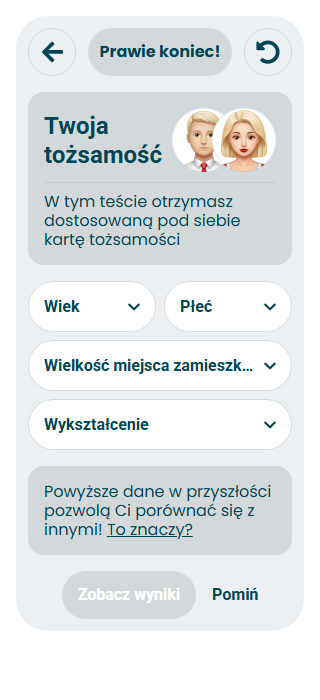 Prawie koniec!
Twoja
tożsamość
W tym teście otrzymasz
dostosowaną pod siebie
kartę tożsamości
Wiek
Płeć
Wielkość miejsca zamieszk...
Wykształcenie
Powyższe dane w przyszłości
pozwolą Ci porównać się z
innymi! To znaczy?
Zobacz wyniki
Pomiń